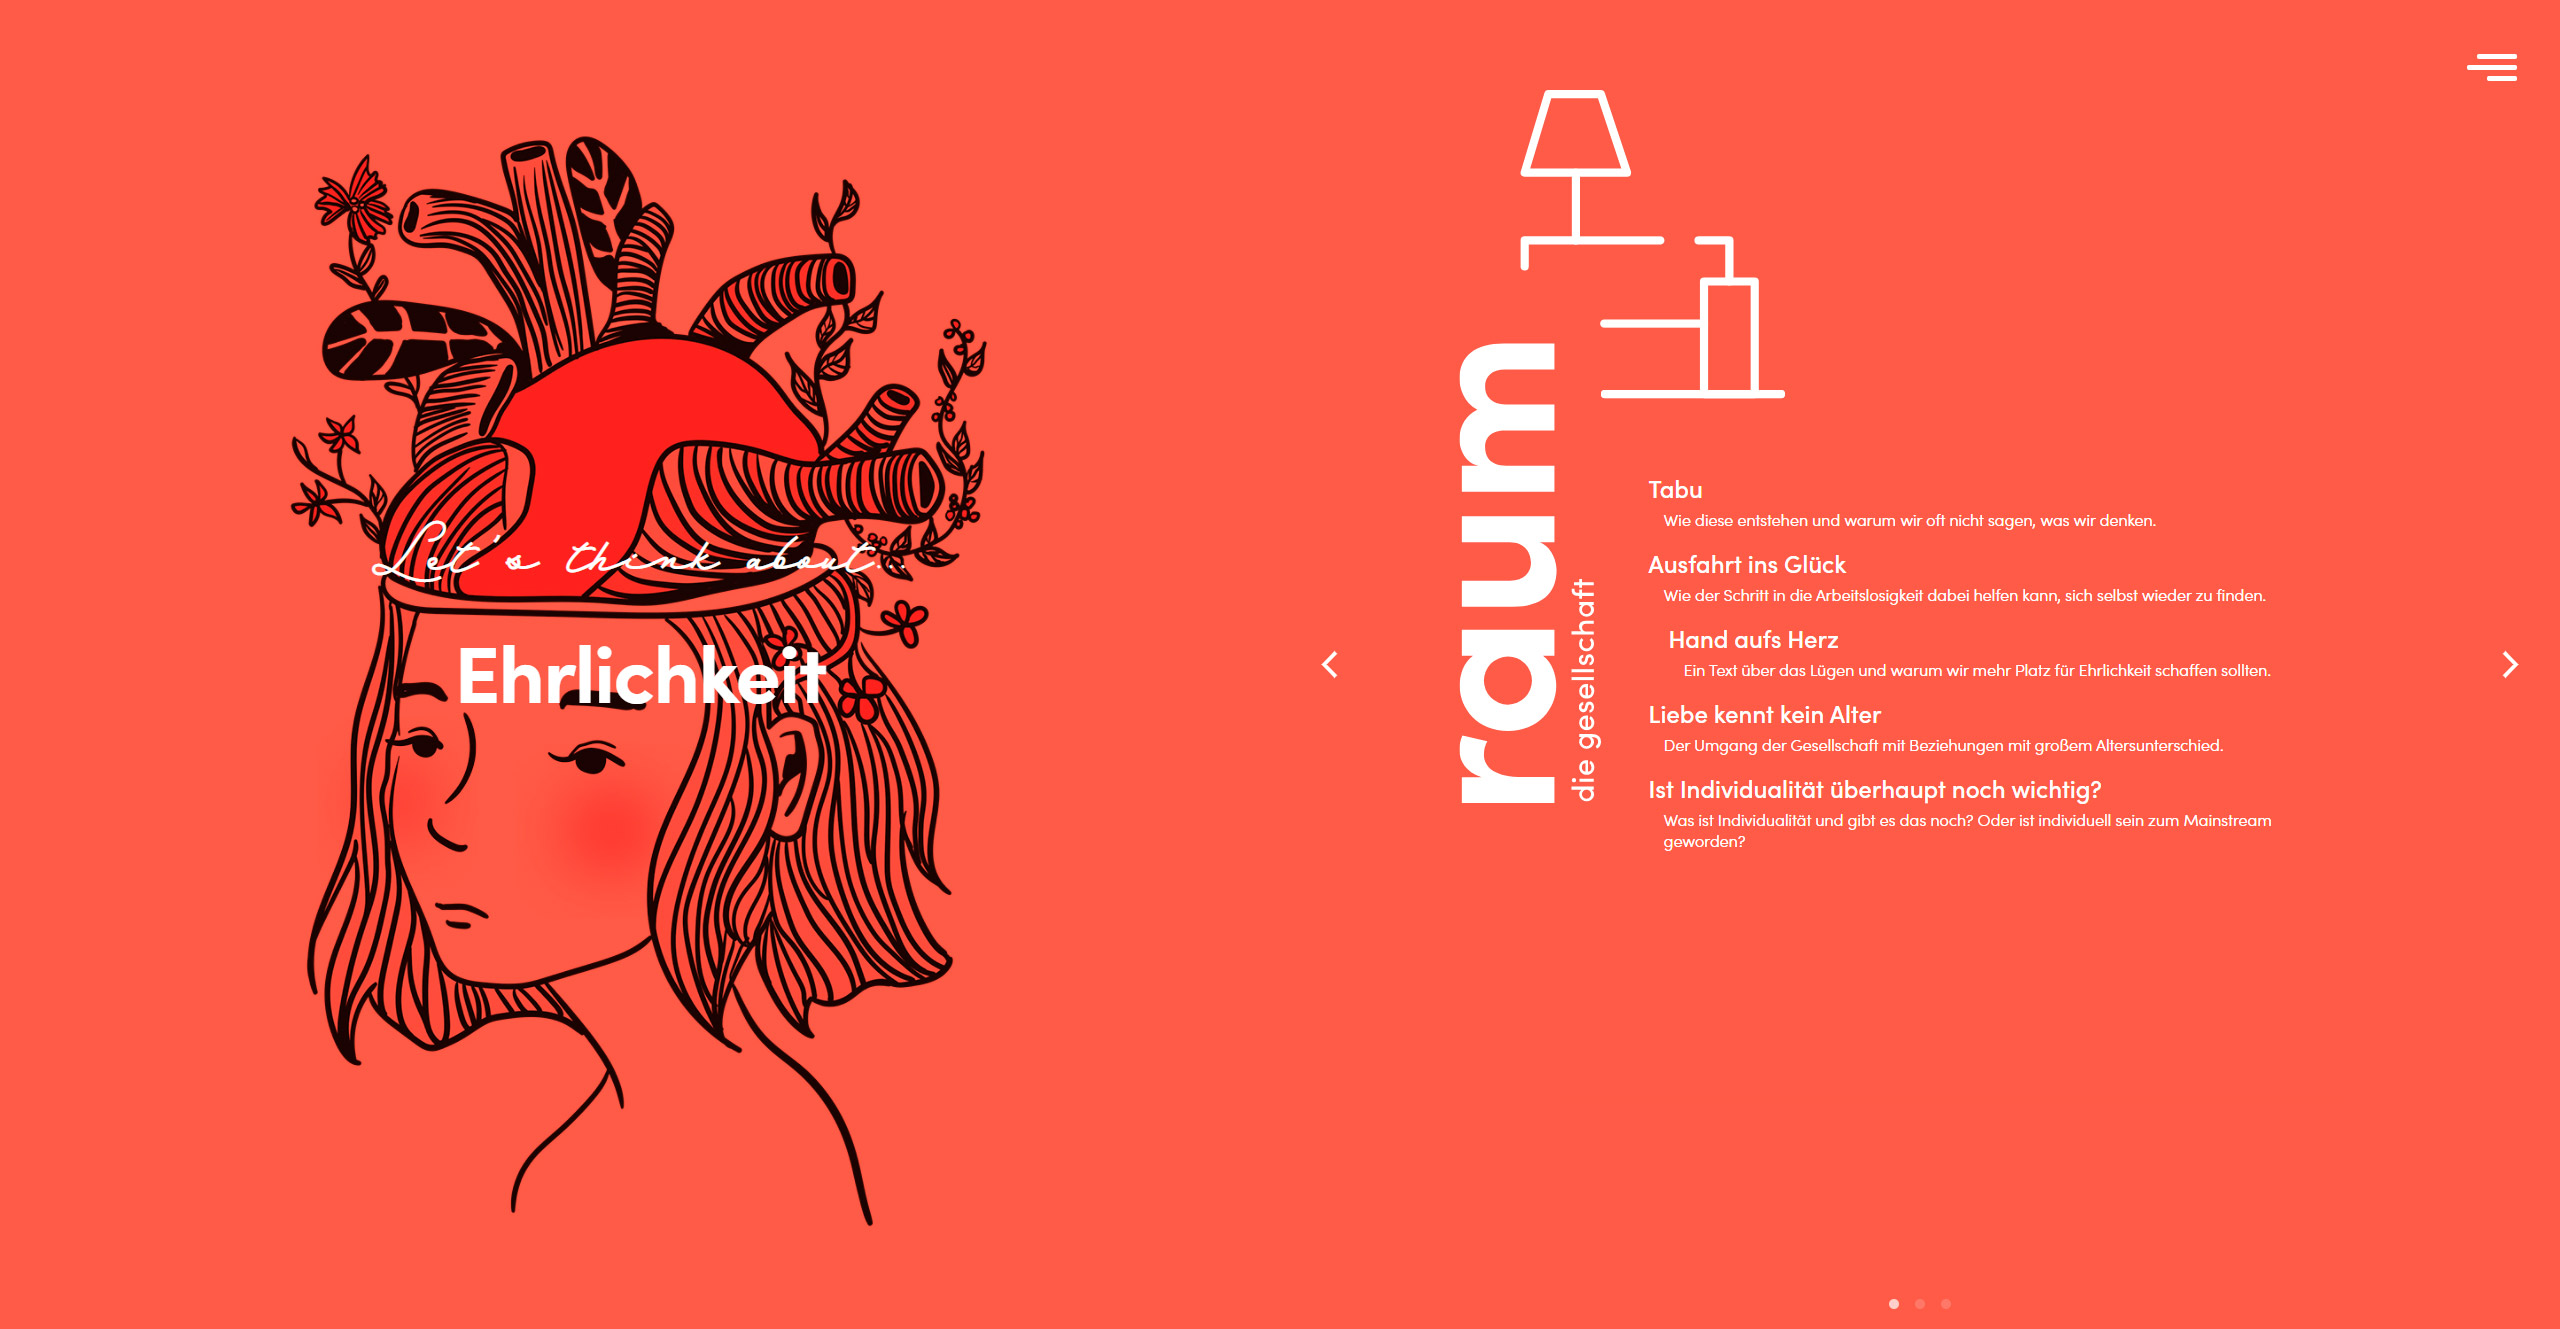 Let's think about...
Ehrlichkeit
raum
die gesellschaft
Tabu
Wie diese entstehen und warum wir oft nicht sagen, was wir denken.
Ausfahrt ins Glück
Wie der Schritt in die Arbeitslosigkeit dabei helfen kann, sich selbst wieder zu finden.
Hand aufs Herz
Ein Text über das Lügen und warum wir mehr Platz für Ehrlichkeit schaffen sollten.
Liebe kennt kein Alter
Der Umgang der Gesellschaft mit Beziehungen mit großem Altersunterschied.
Ist Individualität überhaupt noch wichtig?
Was ist Individualität und gibt es das noch? Oder ist individuell sein zum Mainstream
geworden?